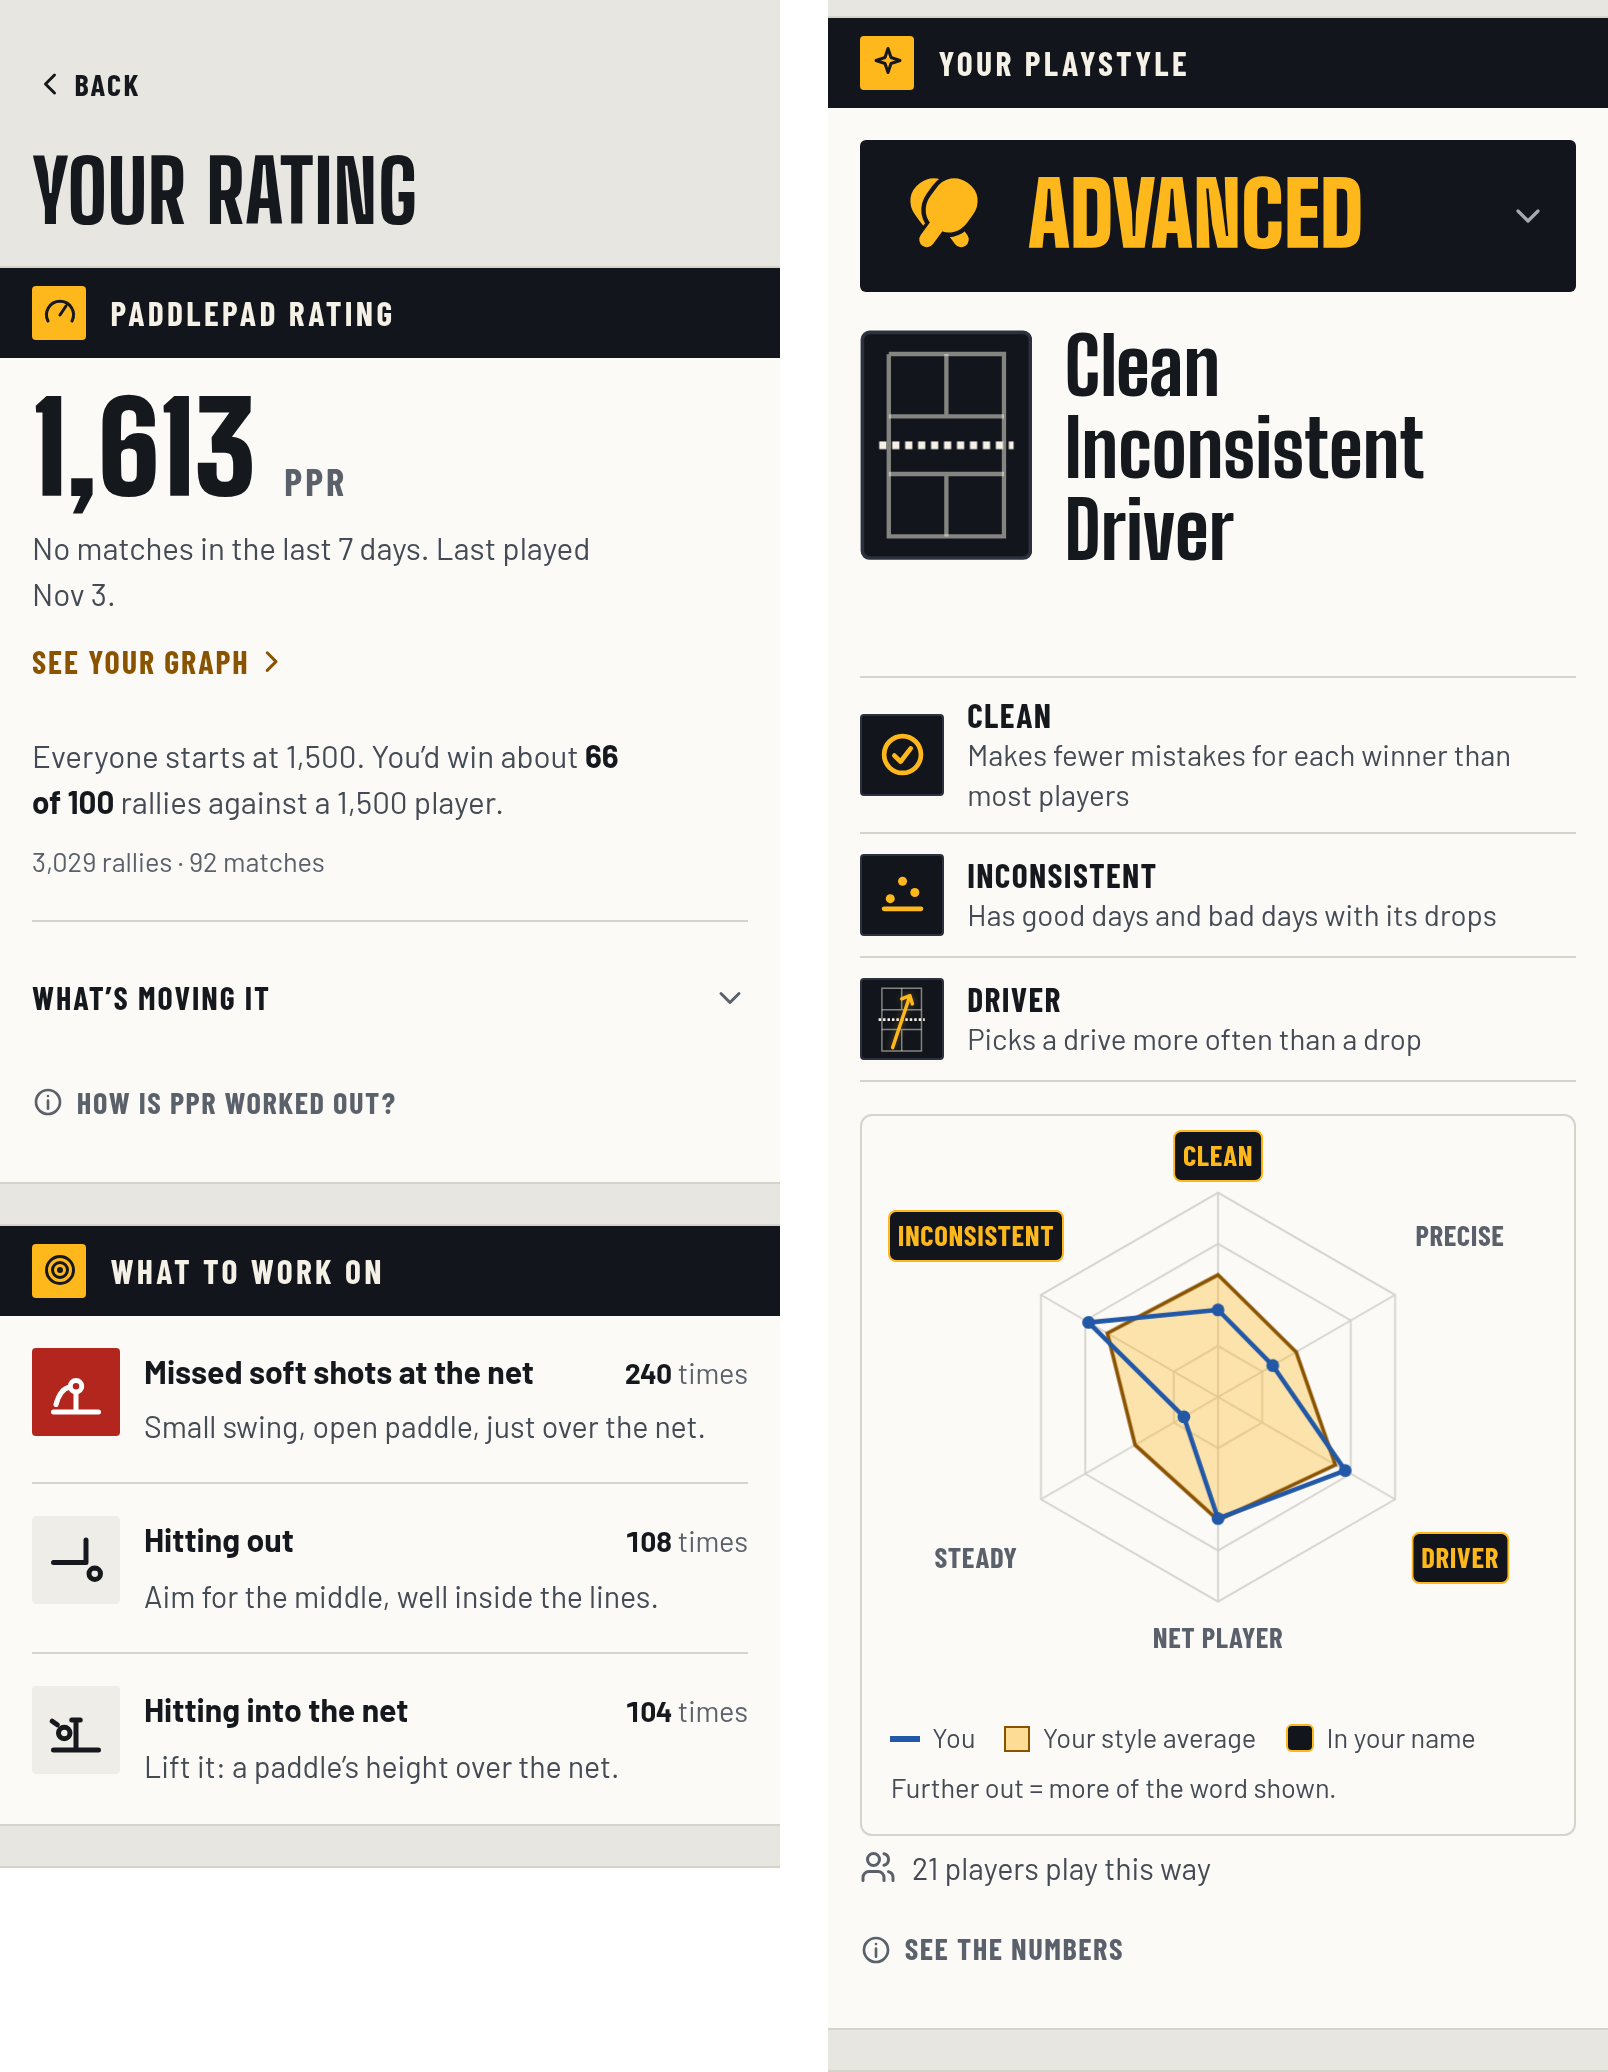 BACK
YOUR RATING
PADDLEPAD RATING
1,613 PPR
No matches in the last 7 days. Last played
Nov 3.
SEE YOUR GRAPH
Everyone starts at 1,500. You’d win about 66
of 100 rallies against a 1,500 player.
3,029 rallies · 92 matches
WHAT’S MOVING IT
HOW IS PPR WORKED OUT?
WHAT TO WORK ON
Missed soft shots at the net 240 times
Small swing, open paddle, just over the net.
Hitting out 108 times
Aim for the middle, well inside the lines.
Hitting into the net 104 times
Lift it: a paddle’s height over the net.
YOUR PLAYSTYLE
ADVANCED
Clean
Inconsistent
Driver
CLEAN
Makes fewer mistakes for each winner than
most players
INCONSISTENT
Has good days and bad days with its drops
DRIVER
Picks a drive more often than a drop
CLEAN
INCONSISTENT PRECISE
STEADY DRIVER
NET PLAYER
You Your style average In your name
Further out = more of the word shown.
21 players play this way
SEE THE NUMBERS